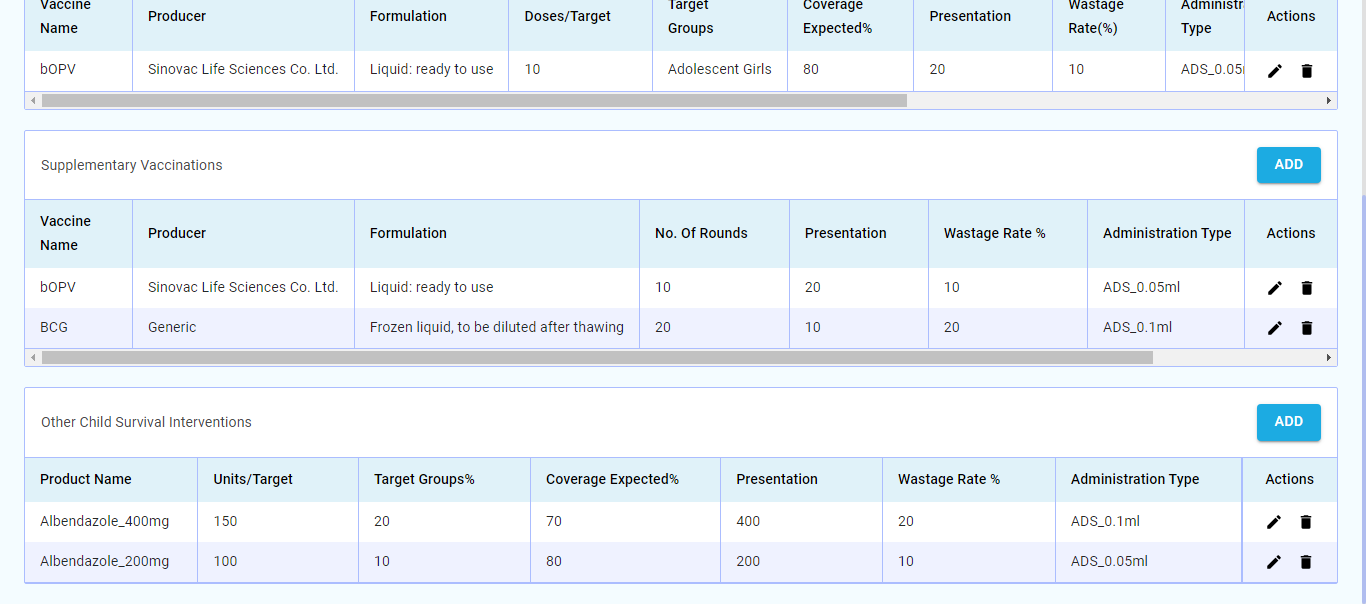 Vaccine Name Producer Formulation Doses/Target Target Groups Coverage Expected% Presentation Wastage Rate(%) Administr Type Actions
bOPV Sinovac Life Sciences Co. Ltd. Liquid: ready to use 10 Adolescent Girls 80 20 10 ADS_0.05
Supplementary Vaccinations ADD
Vaccine Name Producer Formulation No. Of Rounds Presentation Wastage Rate % Administration Type Actions
bOPV Sinovac Life Sciences Co. Ltd. Liquid: ready to use 10 20 10 ADS_0.05ml
BCG Generic Frozen liquid, to be diluted after thawing 20 10 20 ADS_0.1ml
Other Child Survival Interventions ADD
Product Name Units/Target Target Groups% Coverage Expected% Presentation Wastage Rate % Administration Type Actions
Albendazole_400mg 150 20 70 400 20 ADS_0.1ml
Albendazole_200mg 100 10 80 200 10 ADS_0.05ml